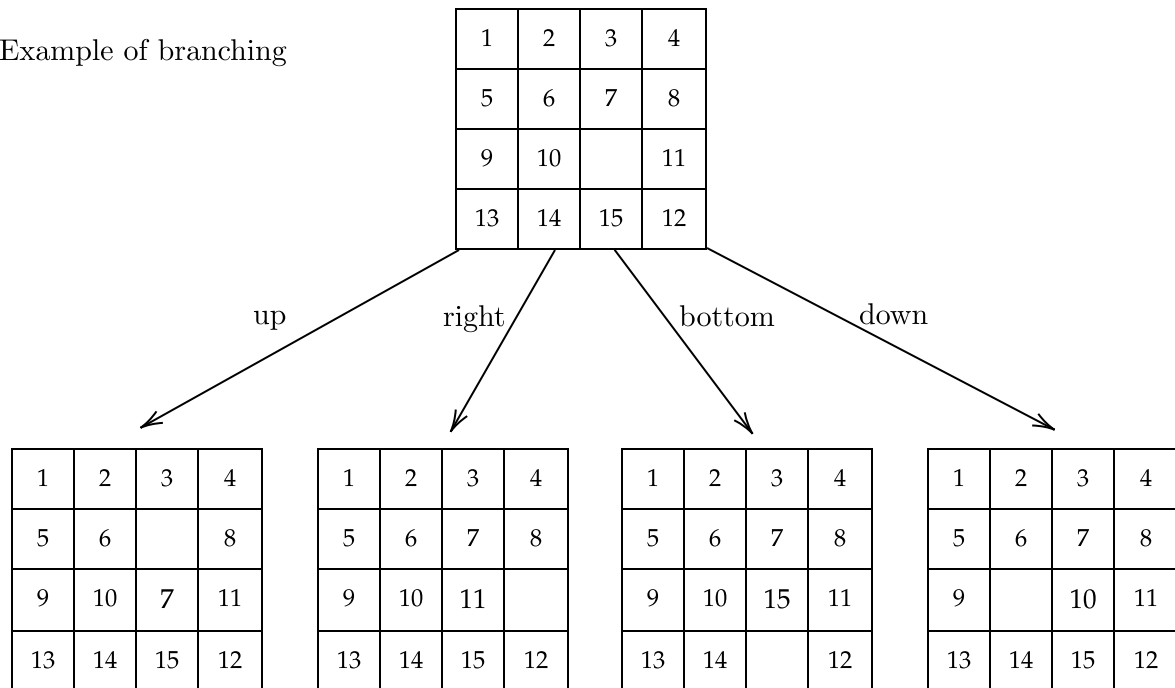 Example of branching
1 2 3 4
5 6 7 8
9 10 11
13 14 15 12
up right bottom down
1 2 3 4 1 2 3 4 1 2 3 4 1 2 3 4
5 6 8 5 6 7 8 5 6 7 8 5 6 7 8
9 10 7 11 9 10 11 9 10 15 11 9 10 11
13 14 15 12 13 14 15 12 13 14 12 13 14 15 12